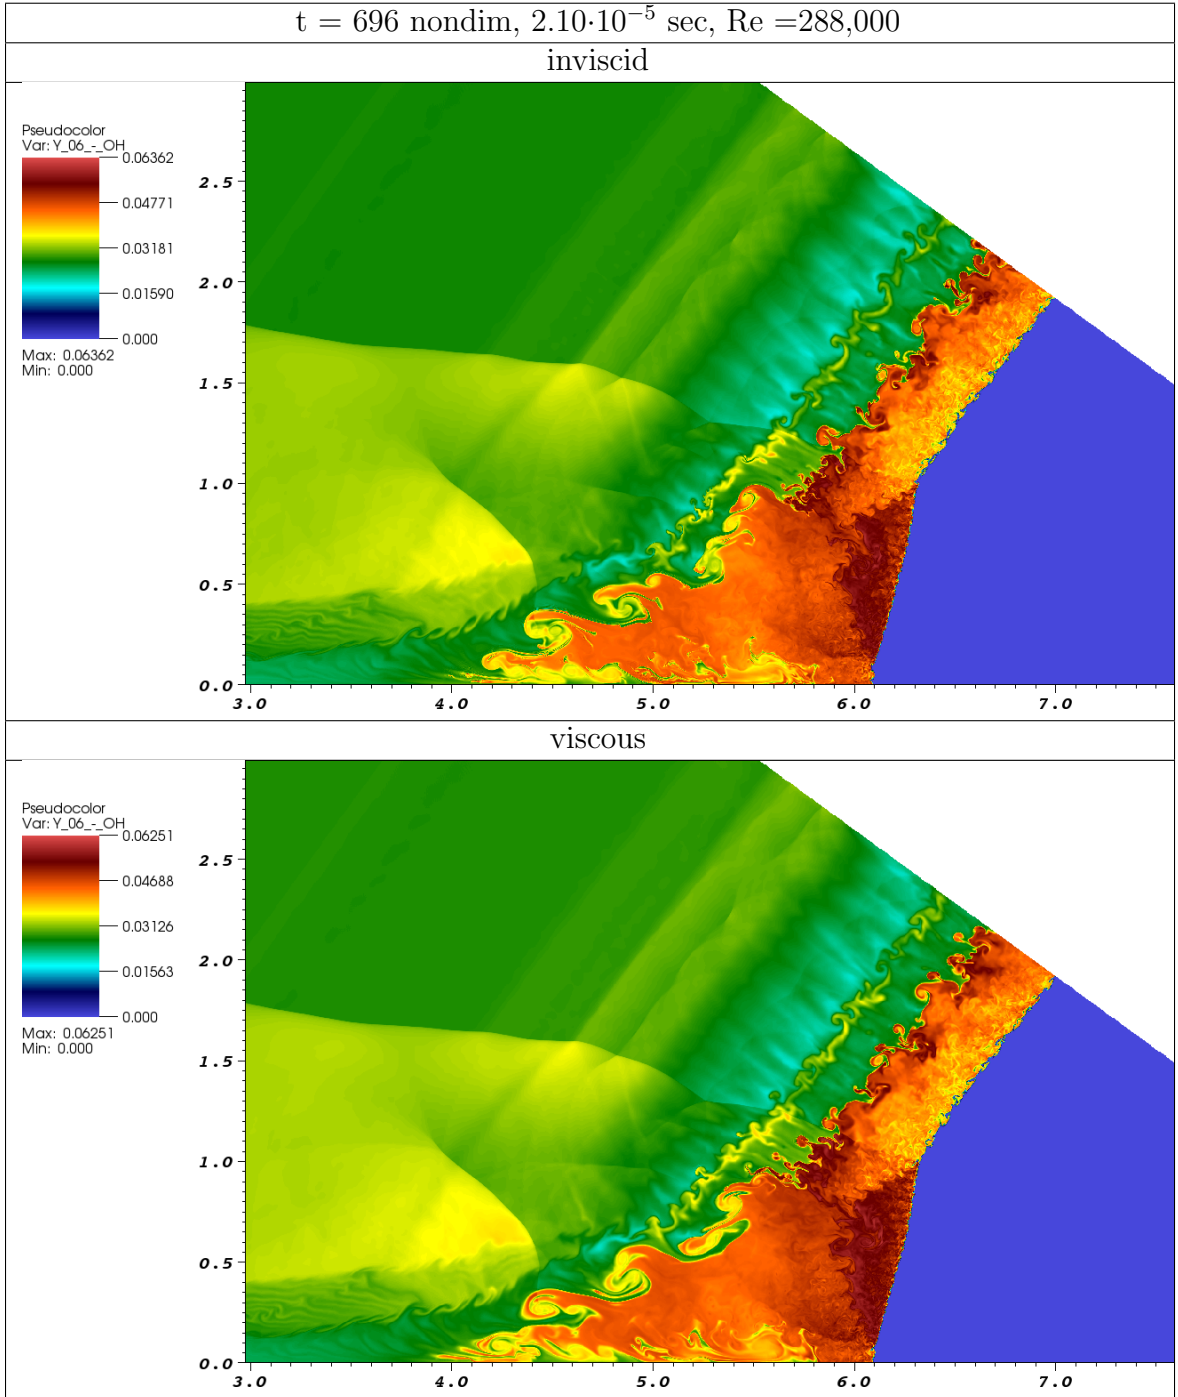 t = 696 nondim, 2.10·10⁻⁵ sec, Re =288,000
inviscid
Pseudocolor
Var: Y_06_-_OH
0.06362
0.04771
0.03181
0.01590
0.000
Max: 0.06362
Min: 0.000
2.5
2.0
1.5
1.0
0.5
0.0
3.0 4.0 5.0 6.0 7.0
viscous
Pseudocolor
Var: Y_06_-_OH
0.06251
0.04688
0.03126
0.01563
0.000
Max: 0.06251
Min: 0.000
2.5
2.0
1.5
1.0
0.5
0.0
3.0 4.0 5.0 6.0 7.0